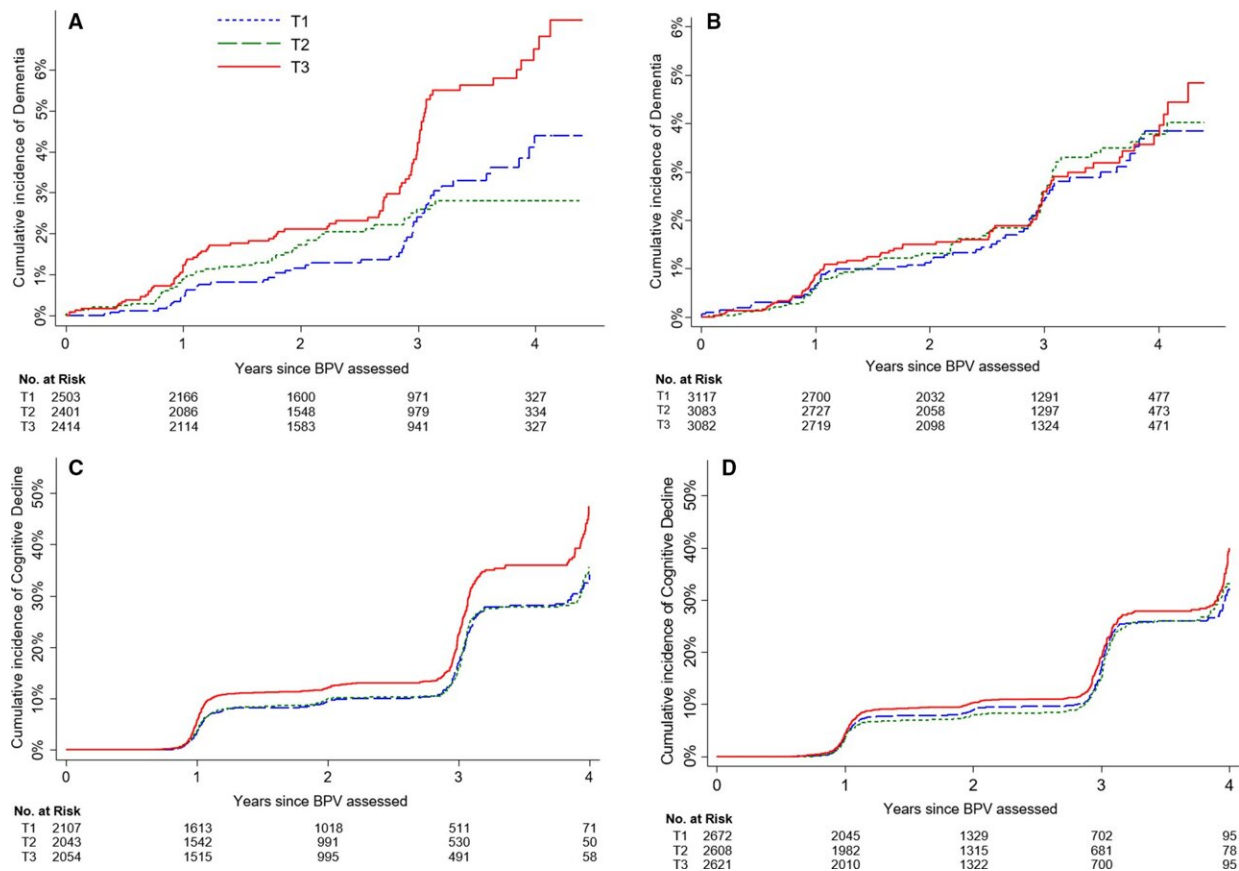 A
T1
T2
T3
Cumulative incidence of Dementia
6%
5%
4%
3%
2%
1%
0%
0 1 2 3 4
Years since BPV assessed
No. at Risk
T1 2503 2166 1600 971 327
T2 2401 2086 1548 979 334
T3 2414 2114 1583 941 327
B
Cumulative incidence of Dementia
6%
5%
4%
3%
2%
1%
0%
0 1 2 3 4
Years since BPV assessed
No. at Risk
T1 3117 2700 2032 1291 477
T2 3083 2727 2058 1297 473
T3 3082 2719 2098 1324 471
C
Cumulative incidence of Cognitive Decline
50%
40%
30%
20%
10%
0%
0 1 2 3 4
Years since BPV assessed
No. at Risk
T1 2107 1613 1018 511 71
T2 2043 1542 991 530 50
T3 2054 1515 995 491 58
D
Cumulative incidence of Cognitive Decline
50%
40%
30%
20%
10%
0%
0 1 2 3 4
Years since BPV assessed
No. at Risk
T1 2672 2045 1329 702 95
T2 2608 1982 1315 681 78
T3 2621 2010 1322 700 95